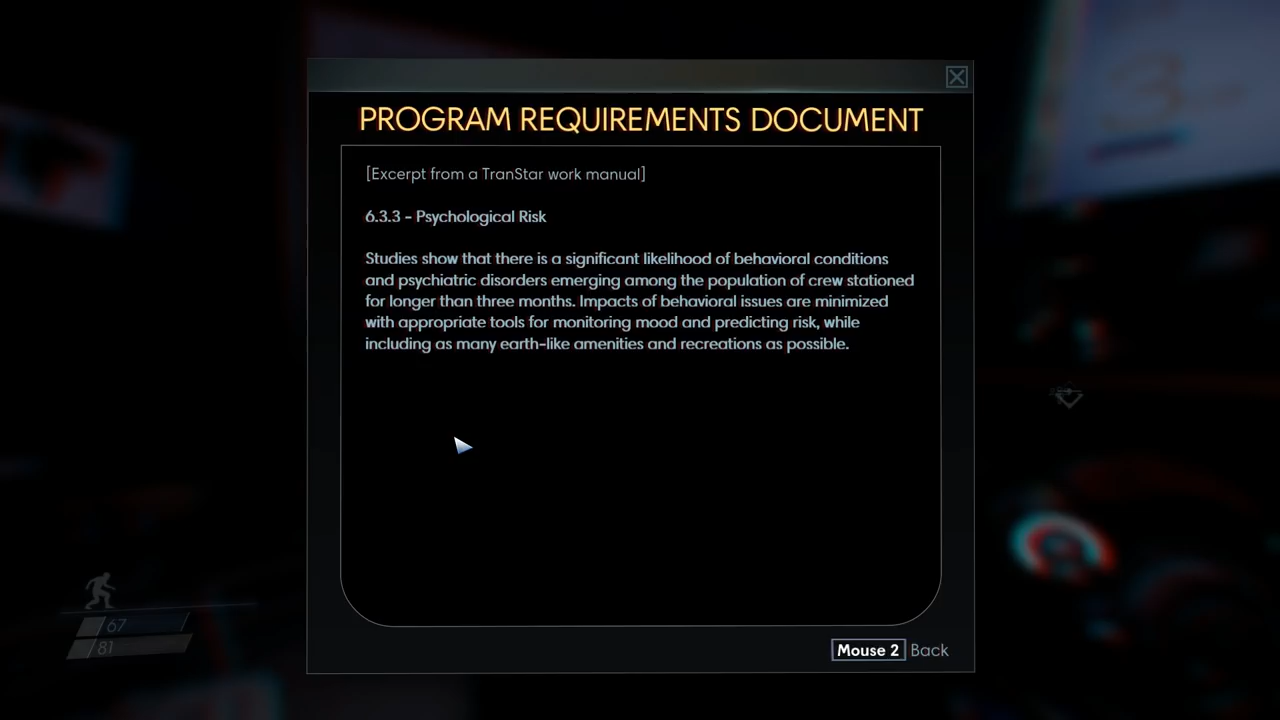 PROGRAM REQUIREMENTS DOCUMENT
[Excerpt from a TranStar work manual]
6.3.3 - Psychological Risk
Studies show that there is a significant likelihood of behavioral conditions
and psychiatric disorders emerging among the population of crew stationed
for longer than three months. Impacts of behavioral issues are minimized
with appropriate tools for monitoring mood and predicting risk, while
including as many earth-like amenities and recreations as possible.
67
81
Mouse 2 Back
3